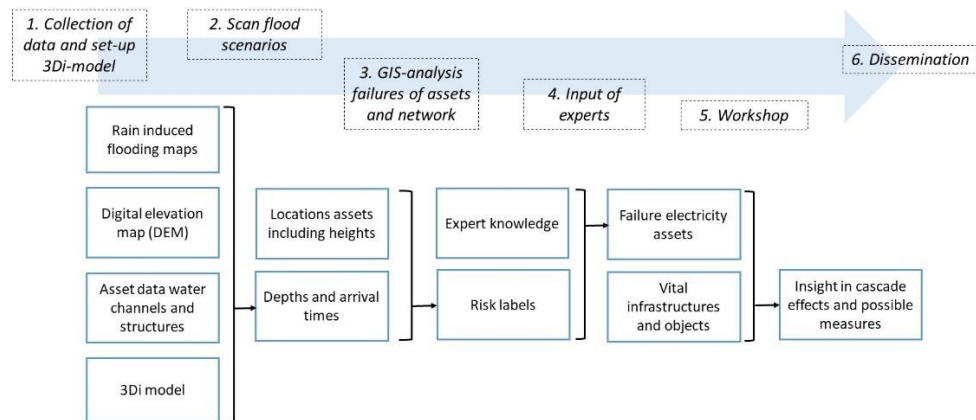 1. Collection of
data and set-up
3Di-model
2. Scan flood
scenarios
3. GIS-analysis
failures of assets
and network
4. Input of
experts
5. Workshop
6. Dissemination
Rain induced
flooding maps
Digital elevation
map (DEM)
Asset data water
channels and
structures
3Di model
Locations assets
including heights
Depths and arrival
times
Expert knowledge
Risk labels
Failure electricity
assets
Vital
infrastructures
and objects
Insight in cascade
effects and possible
measures